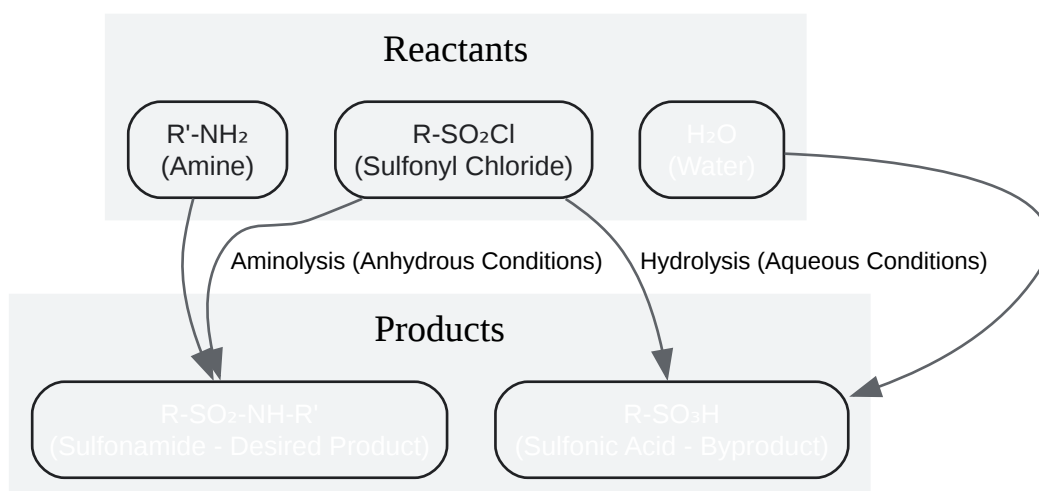 Reactants
R'-NH₂
(Amine)
R-SO₂Cl
(Sulfonyl Chloride)
H₂O
(Water)
Aminolysis (Anhydrous Conditions)
Hydrolysis (Aqueous Conditions)
Products
R-SO₂-NH-R'
(Sulfonamide - Desired Product)
R-SO₃H
(Sulfonic Acid - Byproduct)